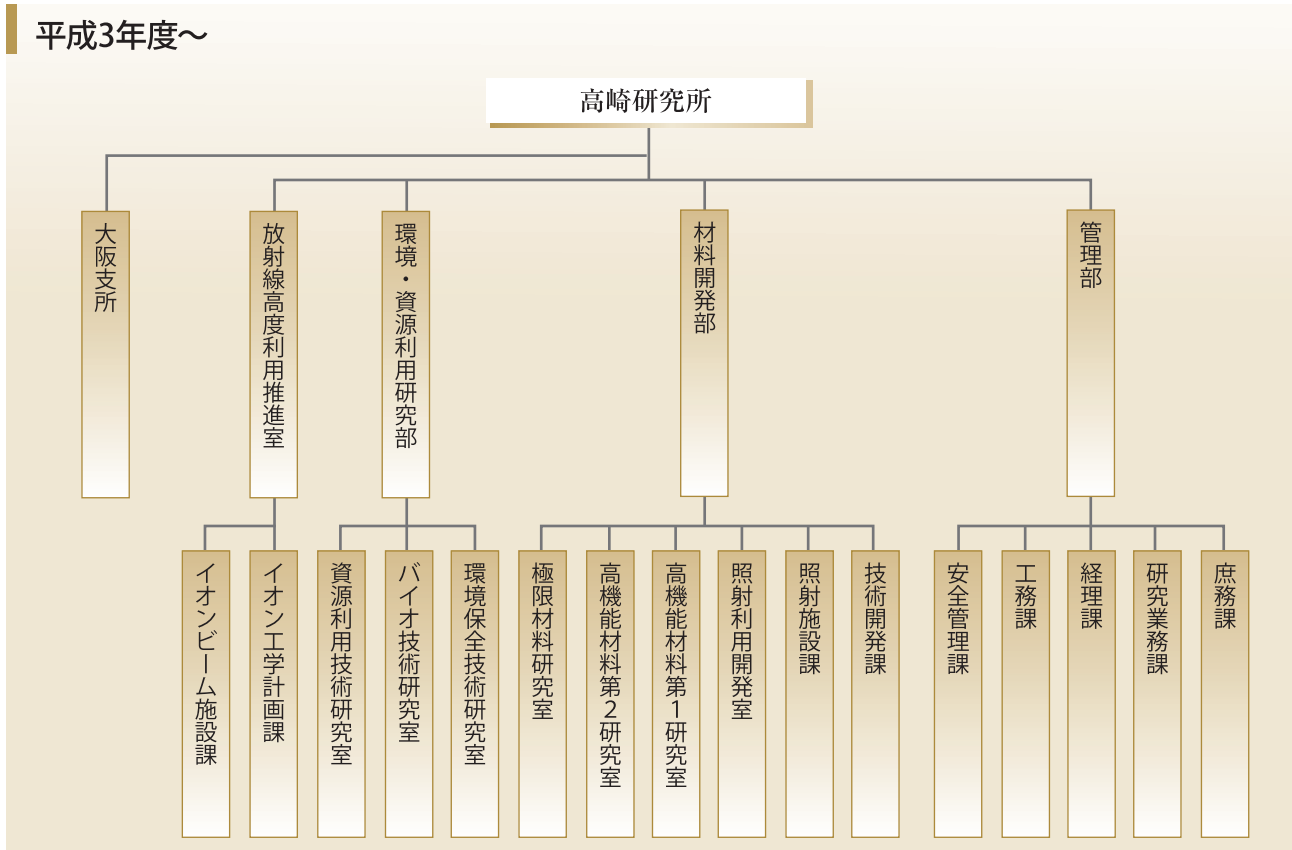 平成3年度～
高崎研究所
大阪支所
放射線高度利用推進室
環境・資源利用研究部
材料開発部
管理部
イオンビーム施設課
イオン工学計画課
資源利用技術研究室
バイオ技術研究室
環境保全技術研究室
極限材料研究室
高機能材料第2研究室
高機能材料第1研究室
照射利用開発室
照射施設課
技術開発課
安全管理課
工務課
経理課
研究業務課
庶務課